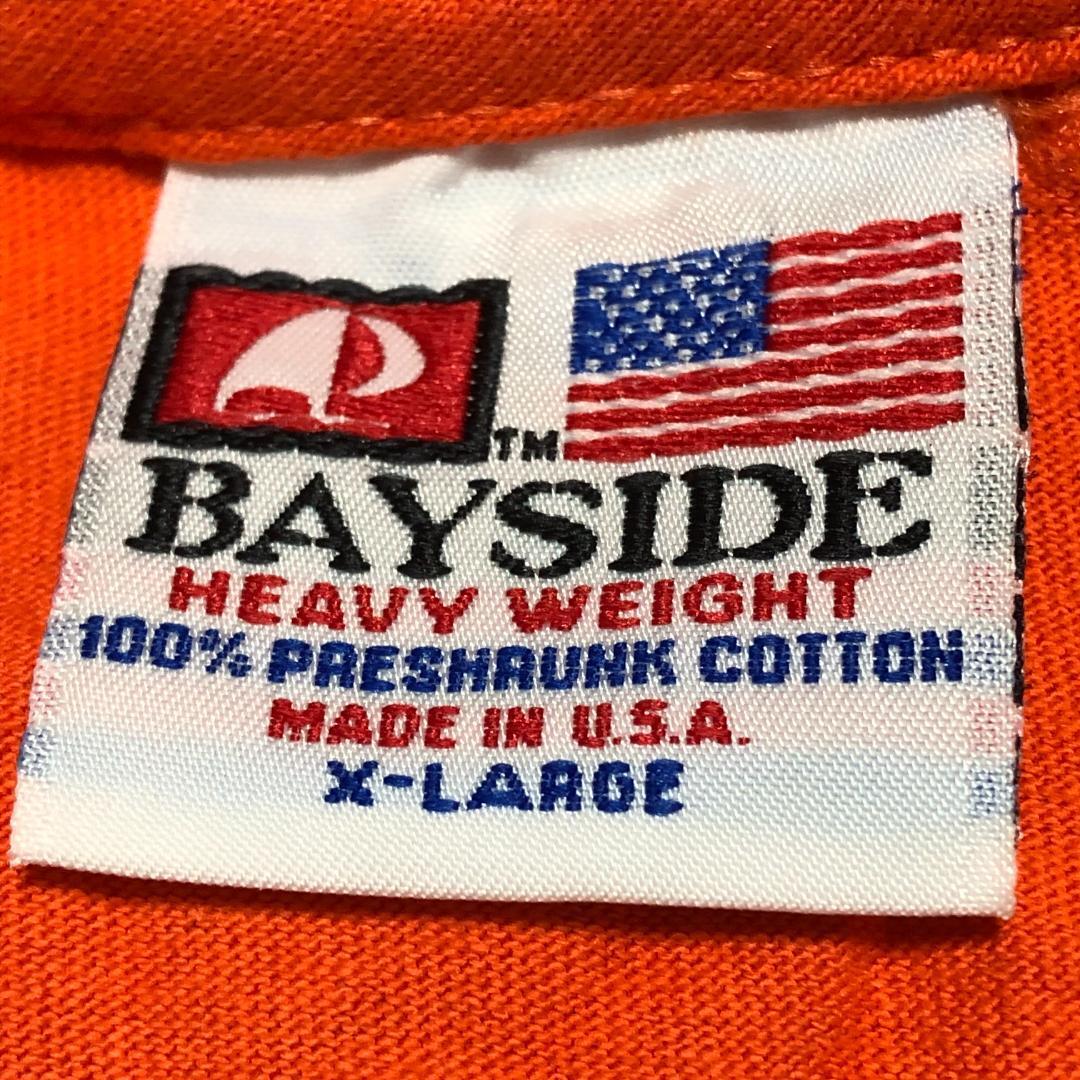 TM
BAYSIDE
HEAVY WEIGHT
100% PRESHRUNK COTTON
MADE IN U.S.A.
X-LARGE